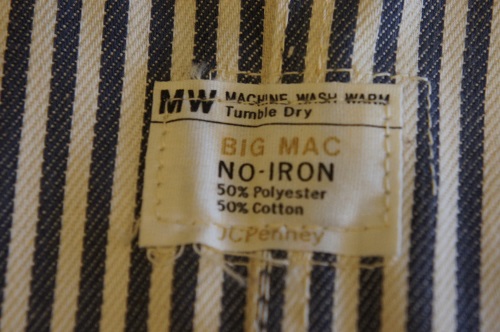 MW MACHINE WASH WARM
Tumble Dry
BIG MAC
NO-IRON
50% Polyester
50% Cotton
JCPenney